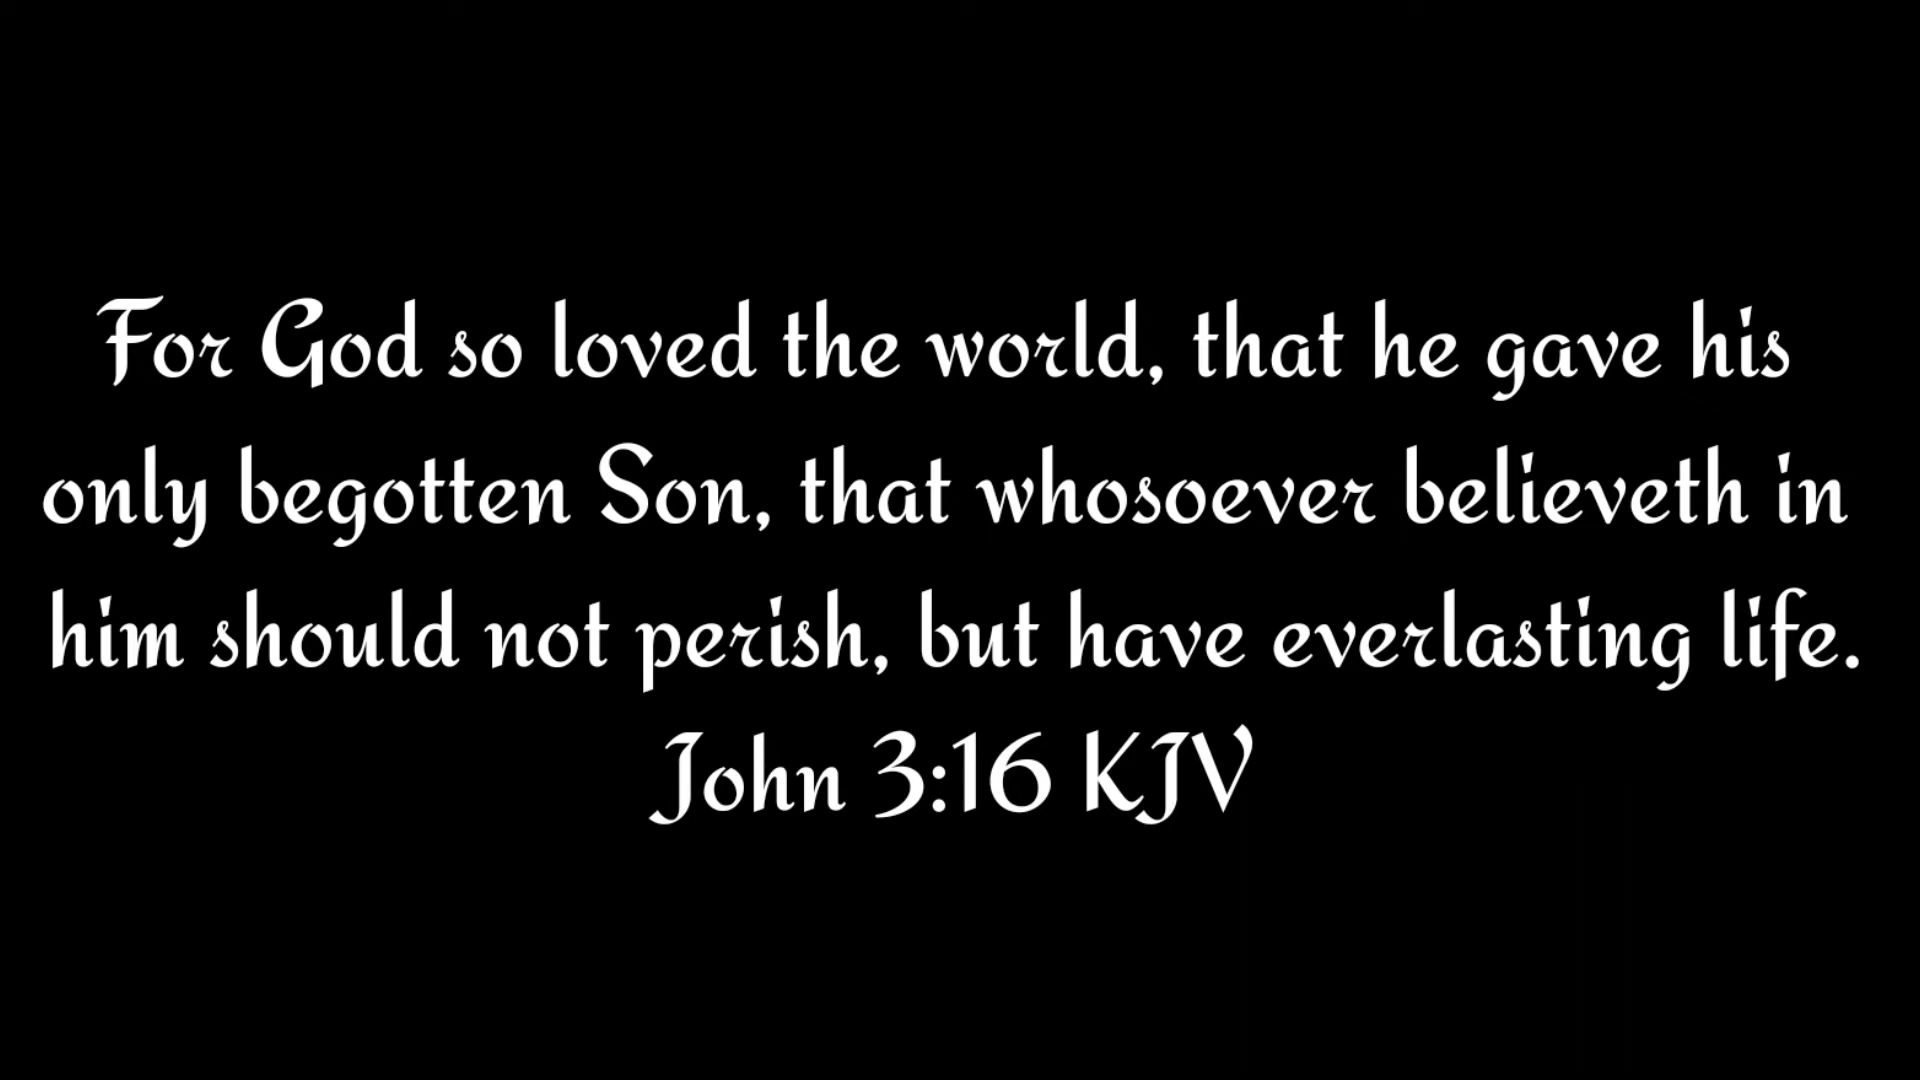 For God so loved the world, that he gave his
only begotten Son, that whosoever believeth in
him should not perish, but have everlasting life.
John 3:16 KJV